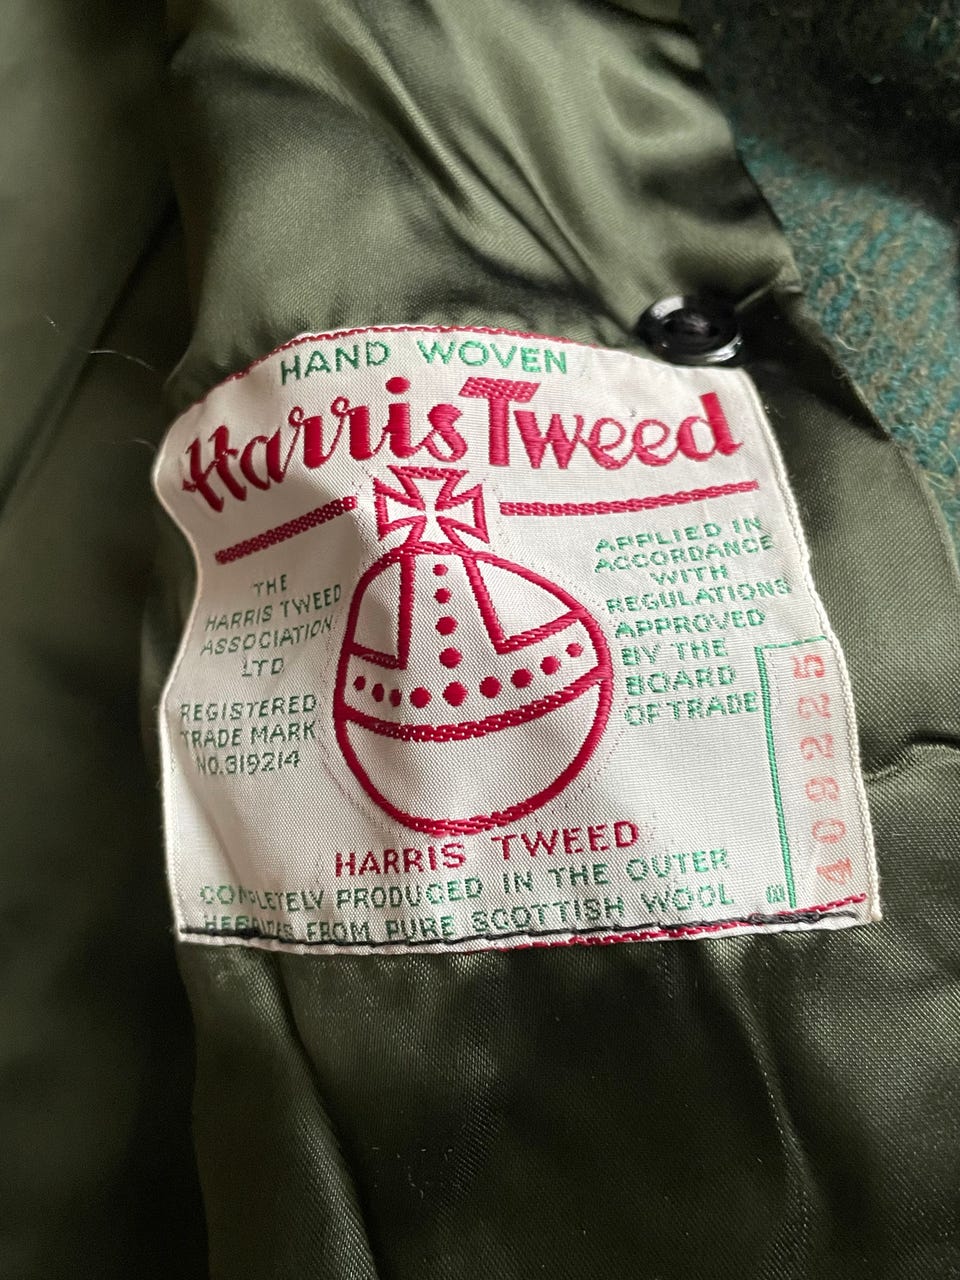 HAND WOVEN
Harris Tweed
THE
HARRIS TWEED
ASSOCIATION
LTD
REGISTERED
TRADE MARK
NO.319214
APPLIED IN
ACCORDANCE
WITH
REGULATIONS
APPROVED
BY THE
BOARD
OF TRADE
409225
HARRIS TWEED
COMPLETELY PRODUCED IN THE OUTER
HEBRIDES FROM PURE SCOTTISH WOOL